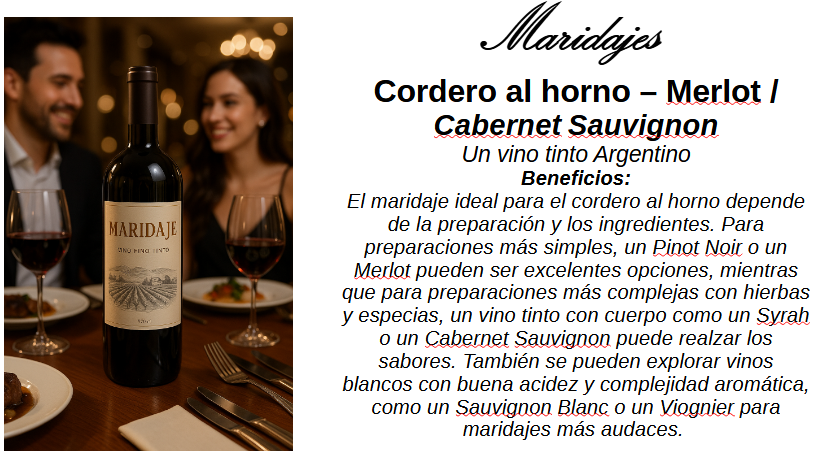 Maridajes
Cordero al horno – Merlot /
Cabernet Sauvignon
Un vino tinto Argentino
Beneficios:
El maridaje ideal para el cordero al horno depende
de la preparación y los ingredientes. Para
preparaciones más simples, un Pinot Noir o un
Merlot pueden ser excelentes opciones, mientras
que para preparaciones más complejas con hierbas
y especias, un vino tinto con cuerpo como un Syrah
o un Cabernet Sauvignon puede realzar los
sabores. También se pueden explorar vinos
blancos con buena acidez y complejidad aromática,
como un Sauvignon Blanc o un Viognier para
maridajes más audaces.
MARIDAJE
VINO FINO TINTO